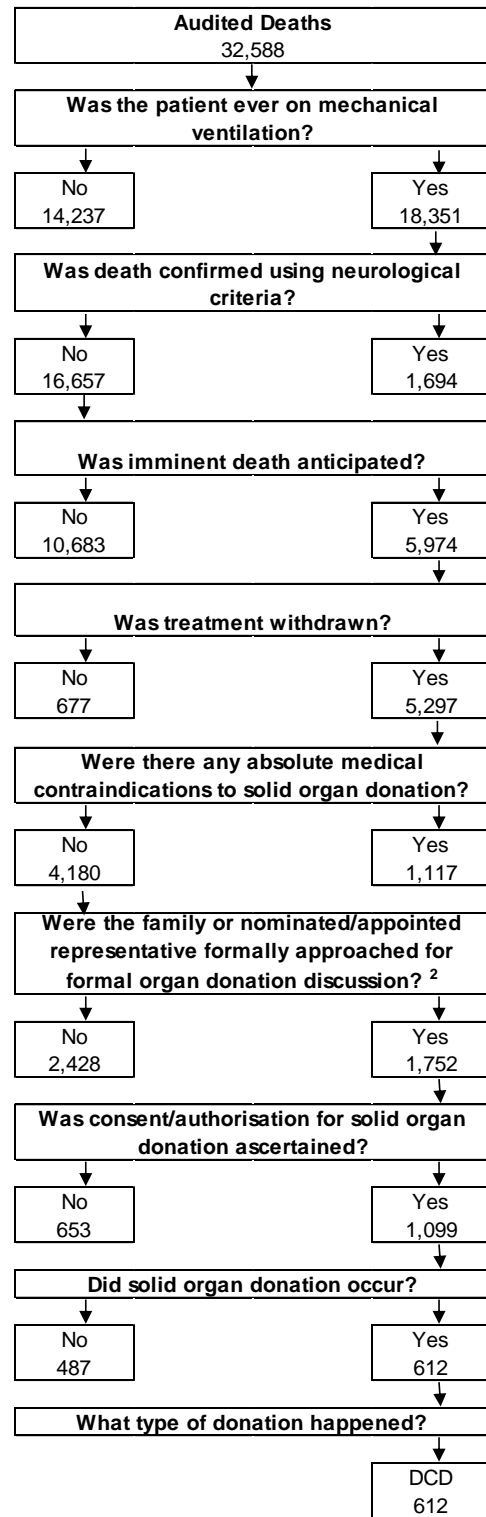 Audited Deaths
32,588
Was the patient ever on mechanical
ventilation?
No
14,237
Yes
18,351
Was death confirmed using neurological
criteria?
No
16,657
Yes
1,694
Was imminent death anticipated?
No
10,683
Yes
5,974
Was treatment withdrawn?
No
677
Yes
5,297
Were there any absolute medical
contraindications to solid organ donation?
No
4,180
Yes
1,117
Were the family or nominated/appointed
representative formally approached for
formal organ donation discussion? ²
No
2,428
Yes
1,752
Was consent/authorisation for solid organ
donation ascertained?
No
653
Yes
1,099
Did solid organ donation occur?
No
487
Yes
612
What type of donation happened?
DCD
612